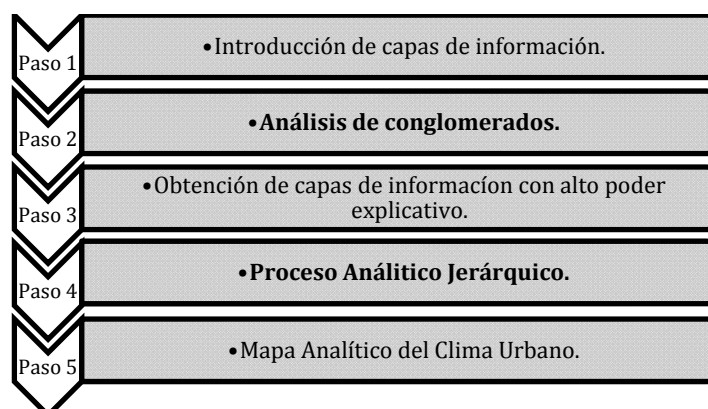 Paso 1
•Introducción de capas de información.
Paso 2
•Análisis de conglomerados.
Paso 3
•Obtención de capas de informacíon con alto poder
explicativo.
Paso 4
•Proceso Análitico Jerárquico.
Paso 5
•Mapa Analítico del Clima Urbano.